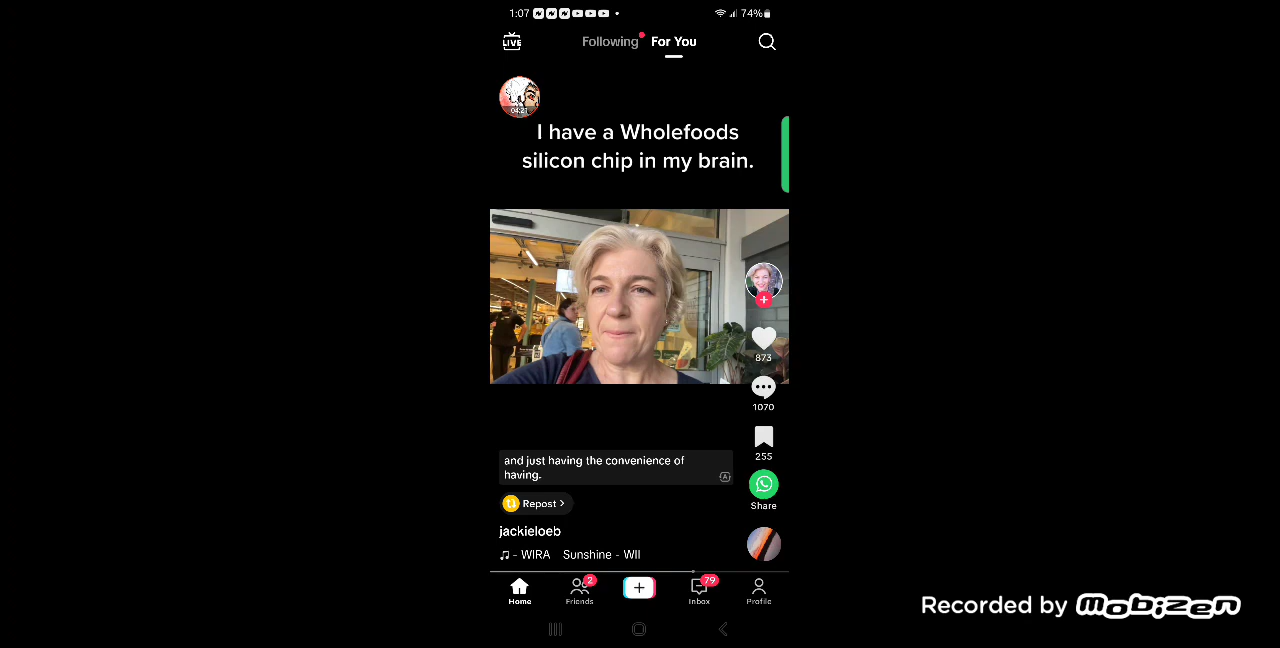 1:07
74%
LIVE
Following
For You
04:21
I have a Wholefoods
silicon chip in my brain.
873
1070
255
and just having the convenience of
having.
Repost >
Share
jackieloeb
- WIRA Sunshine - WII
2
79
Home
Friends
Inbox
Profile
Recorded by mobizen